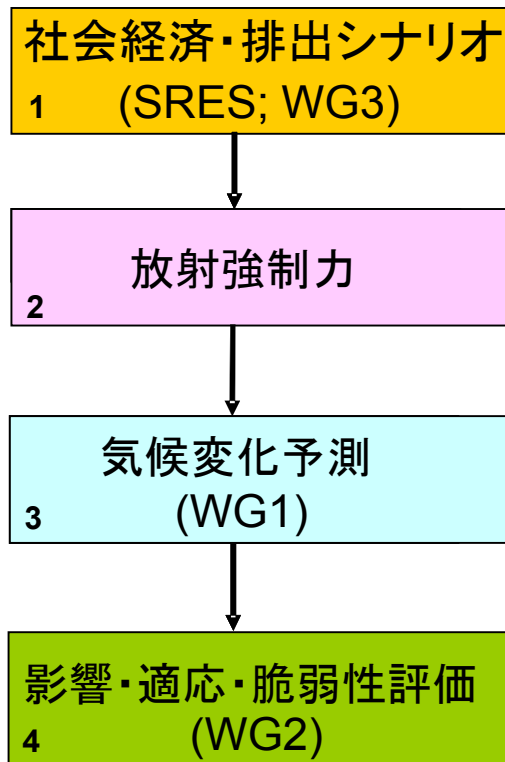 社会経済・排出シナリオ
1 (SRES; WG3)
放射強制力
2
気候変化予測
3 (WG1)
影響・適応・脆弱性評価
4 (WG2)